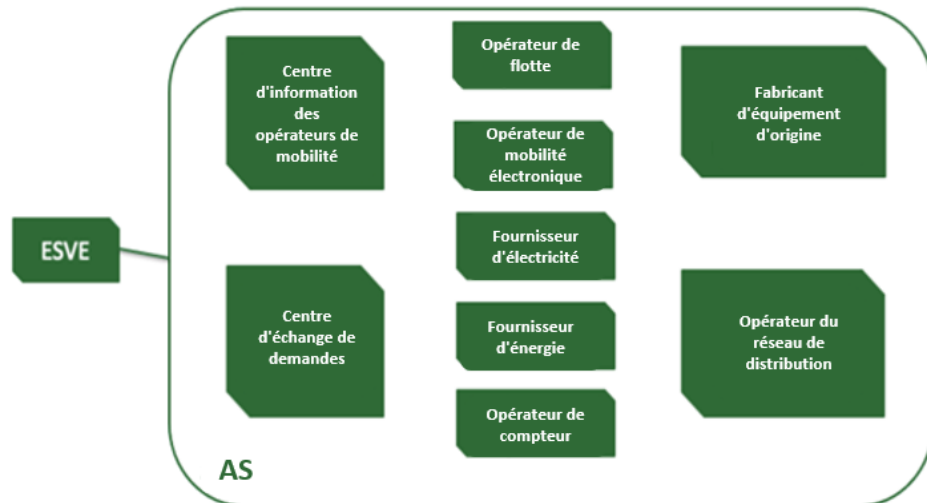 ESVE
Centre
d'information
des
opérateurs de
mobilité
Centre
d'échange de
demandes
Opérateur de
flotte
Opérateur de
mobilité
électronique
Fournisseur
d'électricité
Fournisseur
d'énergie
Opérateur de
compteur
Fabricant
d'équipement
d'origine
Opérateur du
réseau de
distribution
AS